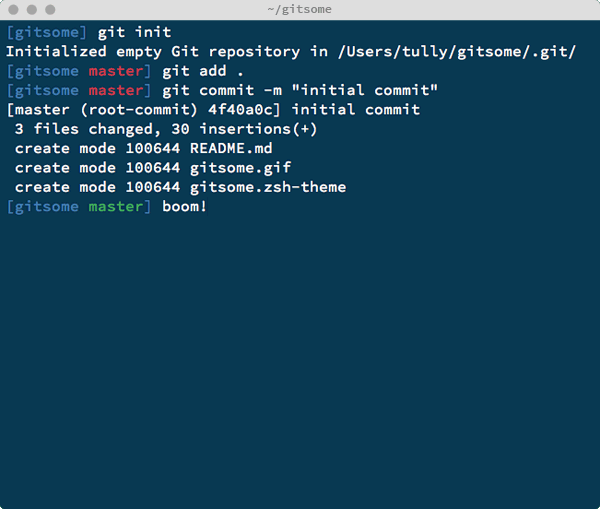 ~/gitsome
[gitsome] git init
Initialized empty Git repository in /Users/tully/gitsome/.git/
[gitsome master] git add .
[gitsome master] git commit -m "initial commit"
[master (root-commit) 4f40a0c] initial commit
 3 files changed, 30 insertions(+)
 create mode 100644 README.md
 create mode 100644 gitsome.gif
 create mode 100644 gitsome.zsh-theme
[gitsome master] boom!